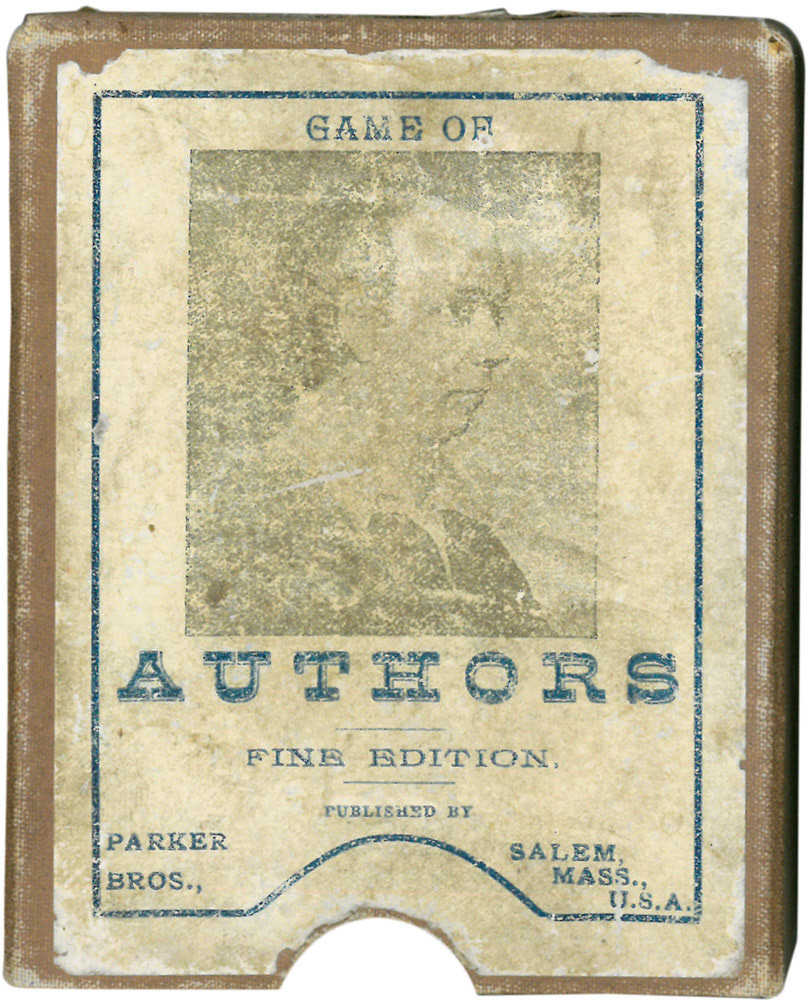 GAME OF
AUTHORS
FINE EDITION.
PUBLISHED BY
PARKER
BROS.,
SALEM,
MASS.,
U.S.A.